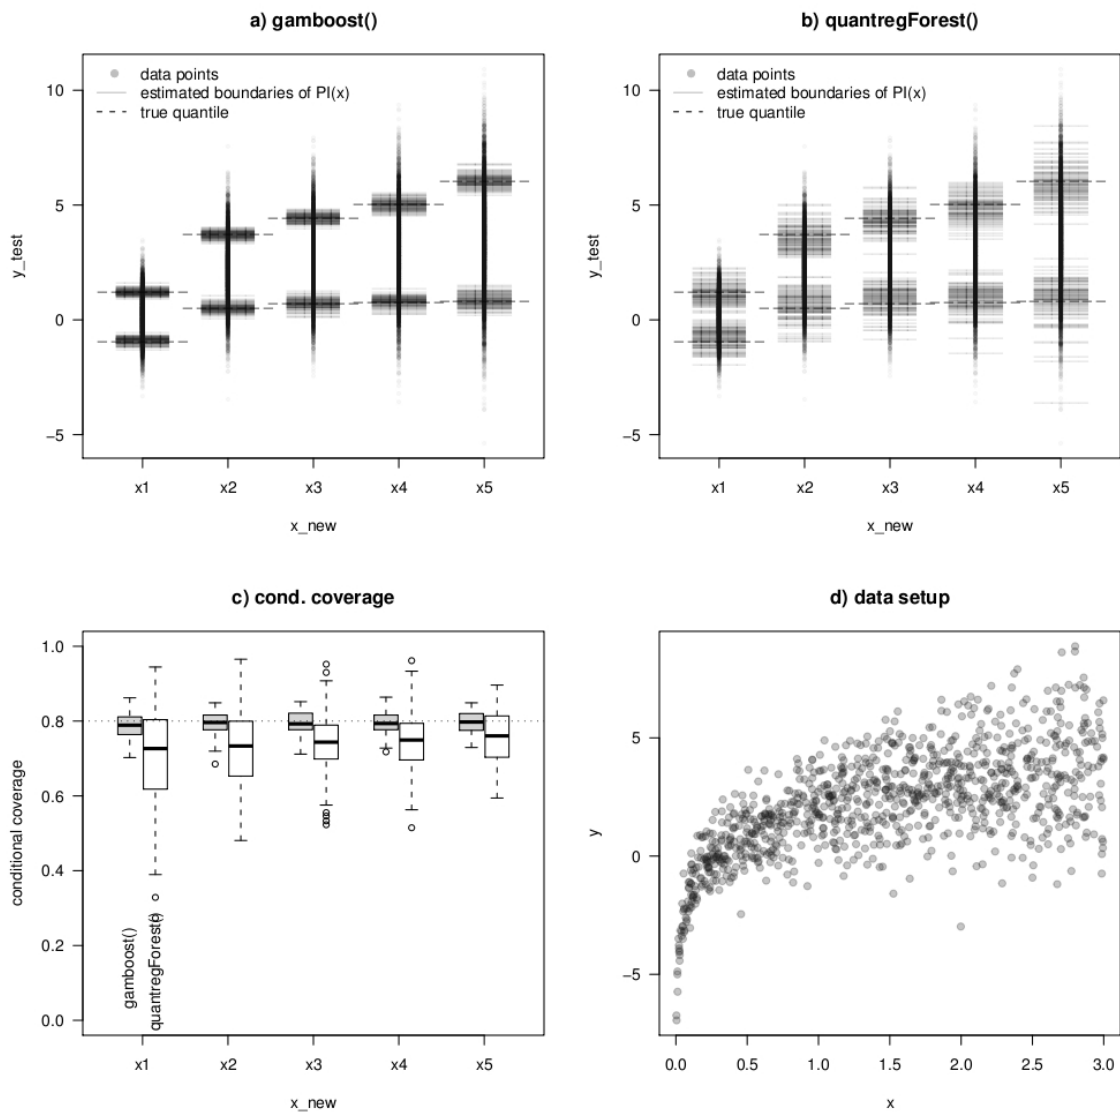 a) gamboost()
data points
estimated boundaries of PI(x)
true quantile
10
5
0
−5
y_test
x1 x2 x3 x4 x5
x_new
b) quantregForest()
data points
estimated boundaries of PI(x)
true quantile
10
5
0
−5
y_test
x1 x2 x3 x4 x5
x_new
c) cond. coverage
1.0
0.8
0.6
0.4
0.2
0.0
conditional coverage
gamboost()
quantregForest()
x1 x2 x3 x4 x5
x_new
d) data setup
5
0
−5
y
0.0 0.5 1.0 1.5 2.0 2.5 3.0
x